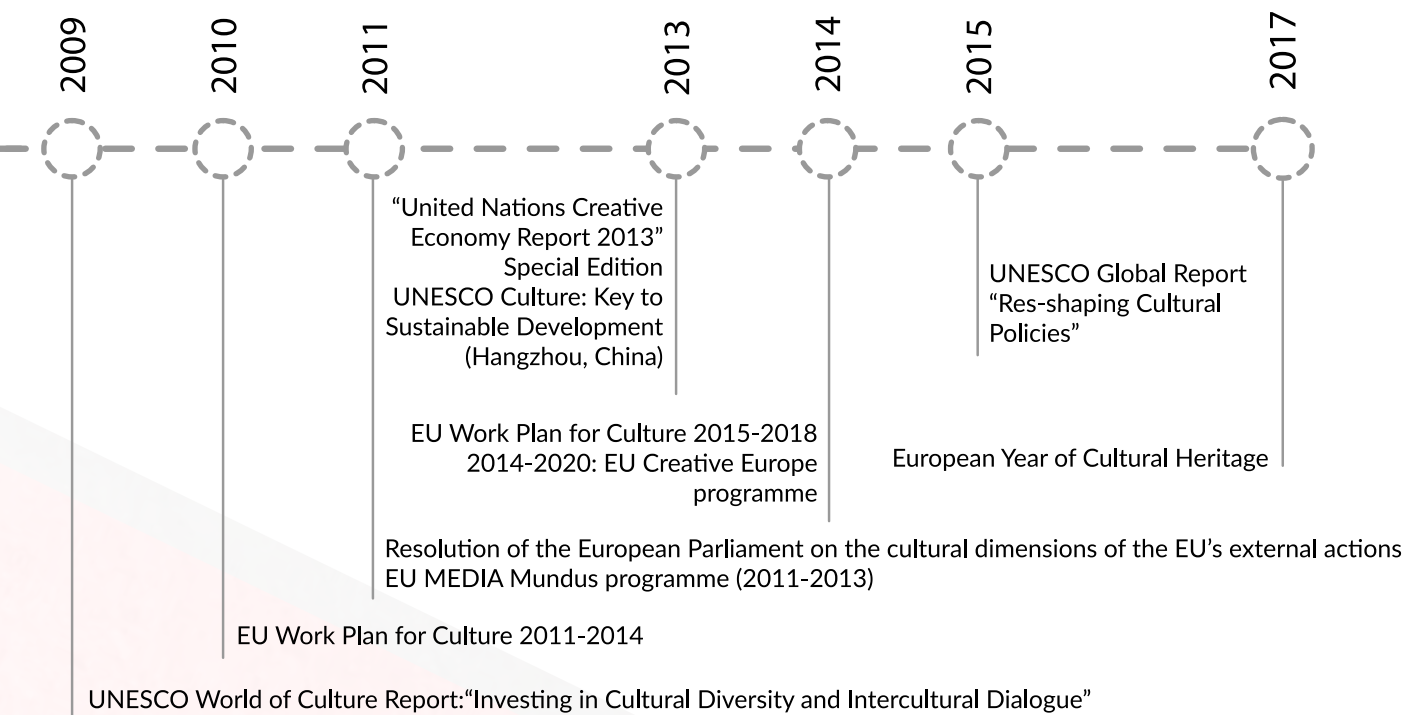 2009
2010
2011
2013
2014
2015
2017
“United Nations Creative
Economy Report 2013”
Special Edition
UNESCO Culture: Key to
Sustainable Development
(Hangzhou, China)
UNESCO Global Report
“Res-shaping Cultural
Policies”
EU Work Plan for Culture 2015-2018
2014-2020: EU Creative Europe
programme
European Year of Cultural Heritage
Resolution of the European Parliament on the cultural dimensions of the EU’s external actions
EU MEDIA Mundus programme (2011-2013)
EU Work Plan for Culture 2011-2014
UNESCO World of Culture Report:“Investing in Cultural Diversity and Intercultural Dialogue”